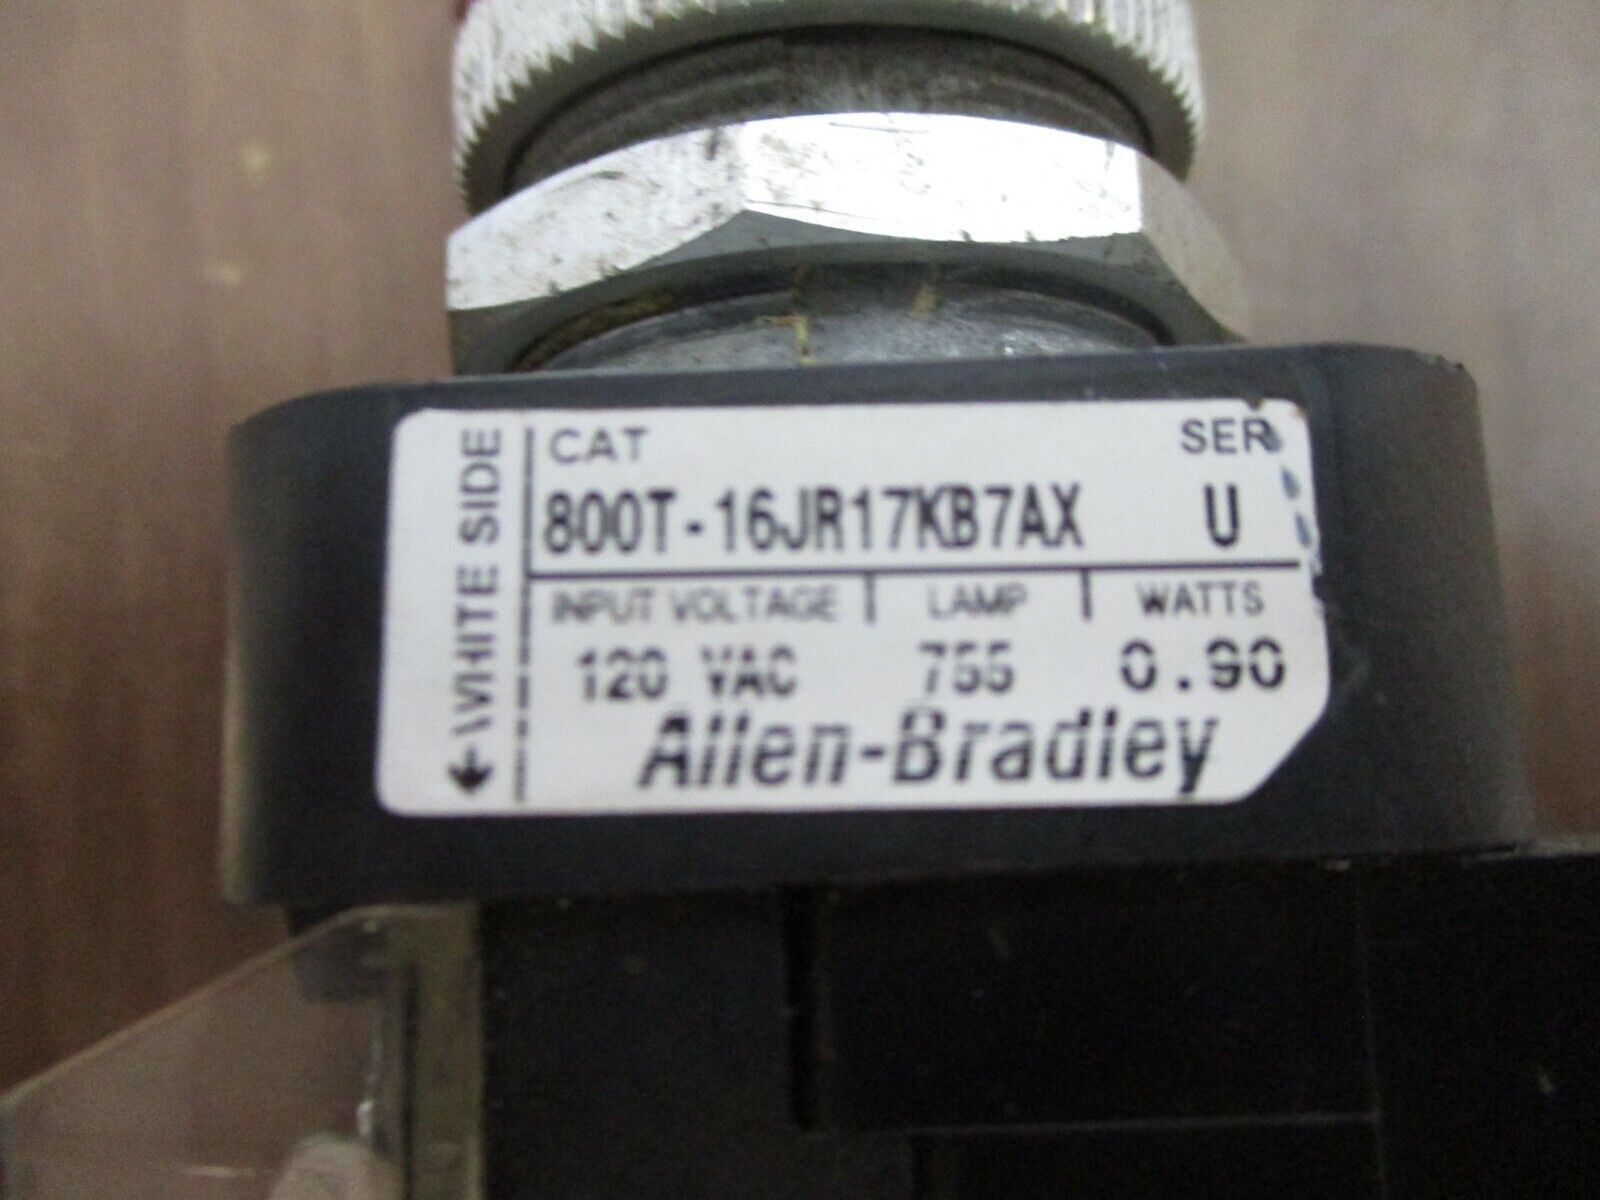 ←WHITE SIDE
CAT SER
800T-16JR17KB7AX U
INPUT VOLTAGE LAMP WATTS
120 VAC 755 0.90
Allen-Bradley